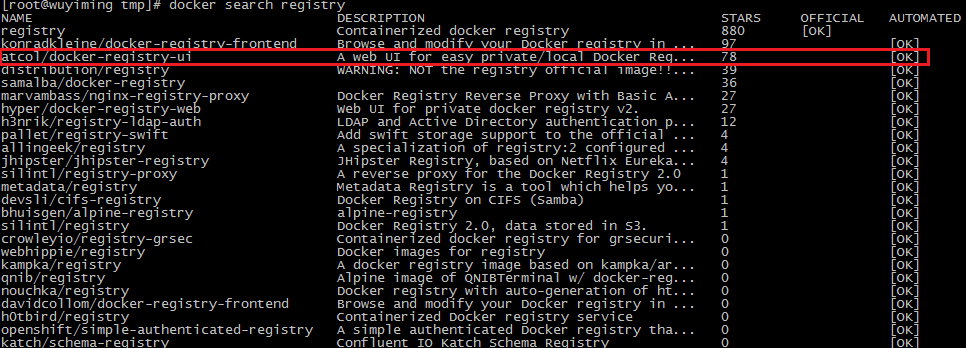 [root@wuyiming tmp]# docker search registry
NAME DESCRIPTION STARS OFFICIAL AUTOMATED
registry Containerized docker registry 880 [OK]
konradkleine/docker-registry-frontend Browse and modify your Docker registry in ... 97 [OK]
atcol/docker-registry-ui A web UI for easy private/local Docker Reg... 78 [OK]
distribution/registry WARNING: NOT the registry official image!!... 39 [OK]
samalba/docker-registry 36 [OK]
marvambass/nginx-registry-proxy Docker Registry Reverse Proxy with Basic A... 27 [OK]
hyper/docker-registry-web Web UI for private docker registry v2. 27 [OK]
h3nrik/registry-ldap-auth LDAP and Active Directory authentication p... 12 [OK]
pallet/registry-swift Add swift storage support to the official ... 4 [OK]
allingeek/registry A specialization of registry:2 configured ... 4 [OK]
jhipster/jhipster-registry JHipster Registry, based on Netflix Eureka... 4 [OK]
silintl/registry-proxy A reverse proxy for the Docker Registry 2.0 1 [OK]
metadata/registry Metadata Registry is a tool which helps yo... 1 [OK]
devsli/cifs-registry Docker Registry on CIFS (Samba) 1 [OK]
bhuisgen/alpine-registry alpine-registry 1 [OK]
silintl/registry Docker Registry 2.0, data stored in S3. 1 [OK]
crowleyio/registry-grsec Containerized docker registry for grsecuri... 0 [OK]
webhippie/registry Docker images for registry 0 [OK]
kampka/registry A docker registry image based on kampka/ar... 0 [OK]
qnib/registry Alpine image of QNIBTerminal w/ docker-reg... 0 [OK]
nouchka/registry Docker registry with auto-generation of ht... 0 [OK]
davidcollom/docker-registry-frontend Browse and modify your Docker registry in ... 0 [OK]
h0tbird/registry Containerized Docker registry service 0 [OK]
openshift/simple-authenticated-registry A simple authenticated Docker registry tha... 0 [OK]
katch/schema-registry Confluent IO Katch Schema Registry 0 [OK]